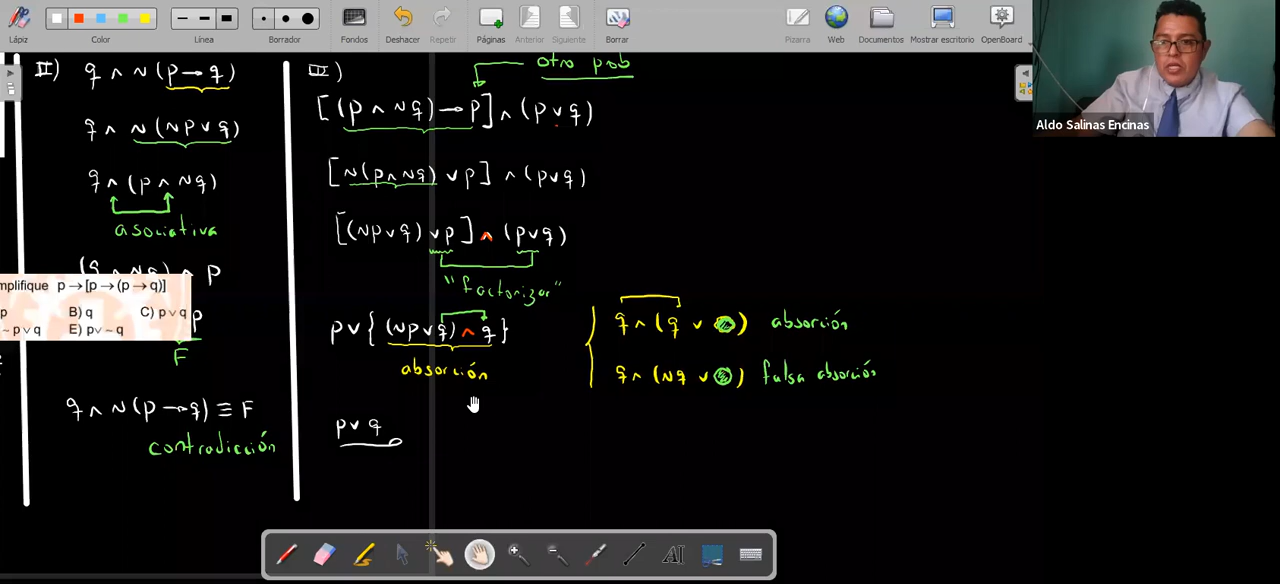 Lápiz Color Línea Borrador Fondos Deshacer Repetir Páginas Anterior Siguiente Borrar Pizarra Web Documentos Mostrar escritorio OpenBoard
Aldo Salinas Encinas
II) q ∧ ~(p→q)
q ∧ ~(~p∨q)
q∧(p∧~q)
asociativa
(q∧~q)∧p
p
F
q∧~(p→q)≡F
contradicción
mplifique p→[p→(p→q)]
p B) q C) p∨q
~p∨q E) p∨~q
III)
otro prob
[(p∧~q)→p]∧(p∨q)
[~(p∧~q)∨p]∧(p∨q)
[(~p∨q)∨p]∧(p∨q)
"factorizar"
p∨{(~p∨q)∧q}
absorción
p∨q
q∧(q∨ ) absorción
q∧(~q∨ ) falsa absorción
AI